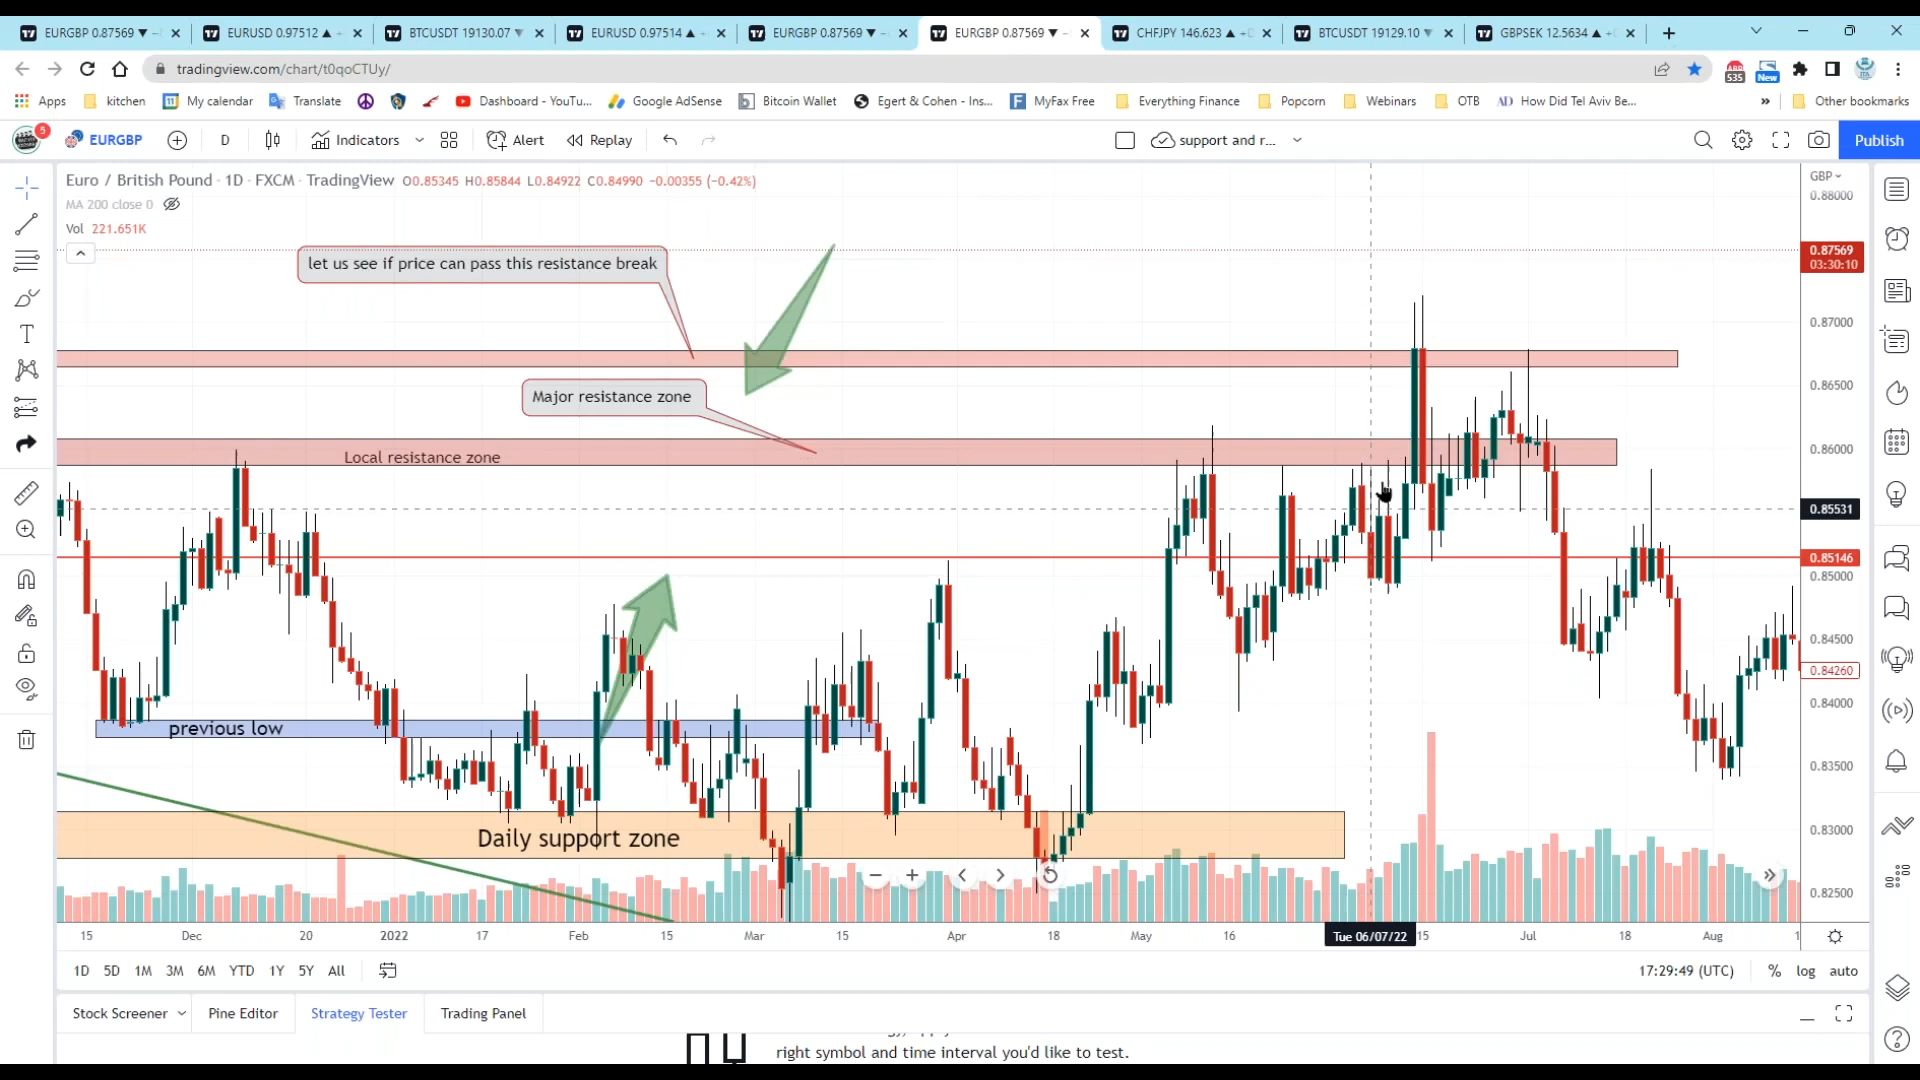 EURGBP 0.87569 ▼ −
EURUSD 0.97512 ▲ +
BTCUSDT 19130.07 ▼
EURUSD 0.97514 ▲
EURGBP 0.87569 ▼ −
EURGBP 0.87569 ▼
CHFJPY 146.623 ▲
BTCUSDT 19129.10 ▼
GBPSEK 12.5634 ▲
tradingview.com/chart/t0qoCTUy/
535
New
Apps
kitchen
My calendar
Translate
Dashboard - YouTu...
Google AdSense
Bitcoin Wallet
Egert & Cohen - Ins...
MyFax Free
Everything Finance
Popcorn
Webinars
OTB
AD How Did Tel Aviv Be...
»
Other bookmarks
5
EURGBP
D
Indicators
Alert
Replay
support and r...
Publish
Euro / British Pound · 1D · FXCM · TradingView O0.85345 H0.85844 L0.84922 C0.84990 −0.00355 (−0.42%)
MA 200 close 0
Vol 221.651K
GBP
0.88000
0.87569
03:30:10
0.87000
0.86500
0.86000
0.85531
0.85146
0.85000
0.84500
0.84260
0.84000
0.83500
0.83000
0.82500
let us see if price can pass this resistance break
Major resistance zone
Local resistance zone
previous low
Daily support zone
15 Dec 20 2022 17 Feb 15 Mar 15 Apr 18 May 16 Tue 06/07/22 15 Jul 18 Aug
1D 5D 1M 3M 6M YTD 1Y 5Y All
17:29:49 (UTC) % log auto
Stock Screener Pine Editor Strategy Tester Trading Panel
right symbol and time interval you'd like to test.